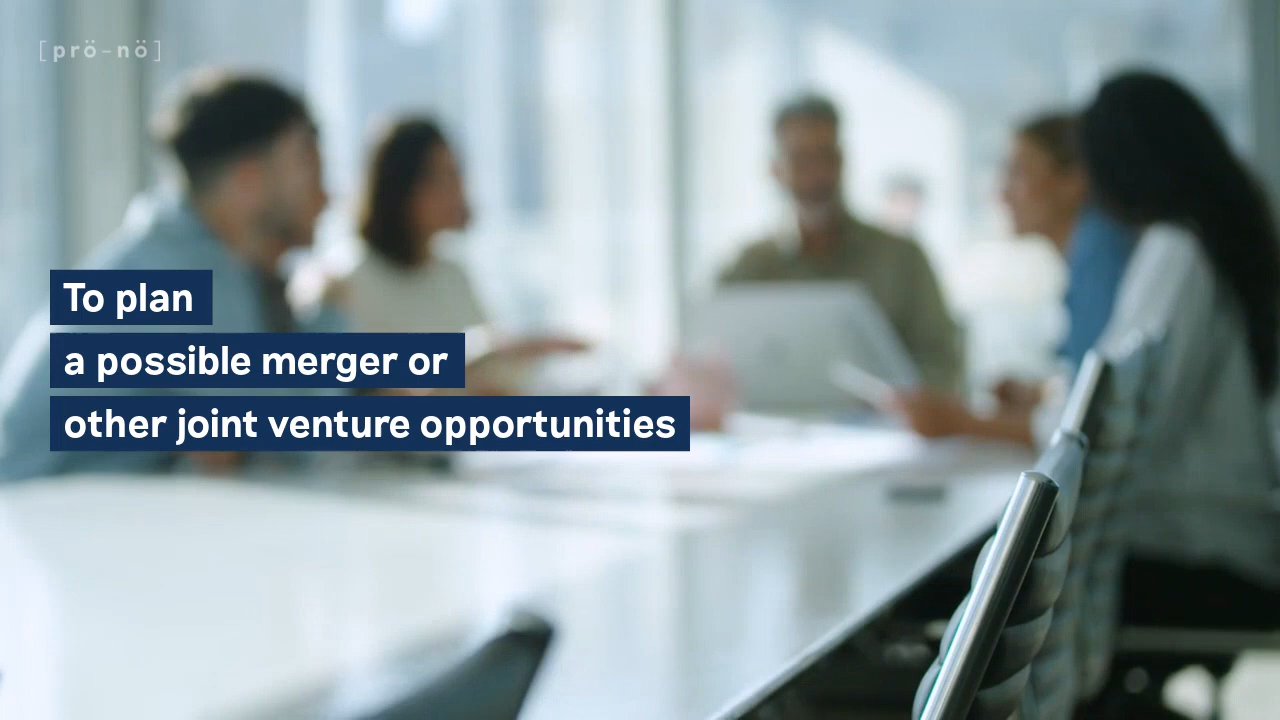 [prö-nö]
To plan
a possible merger or
other joint venture opportunities